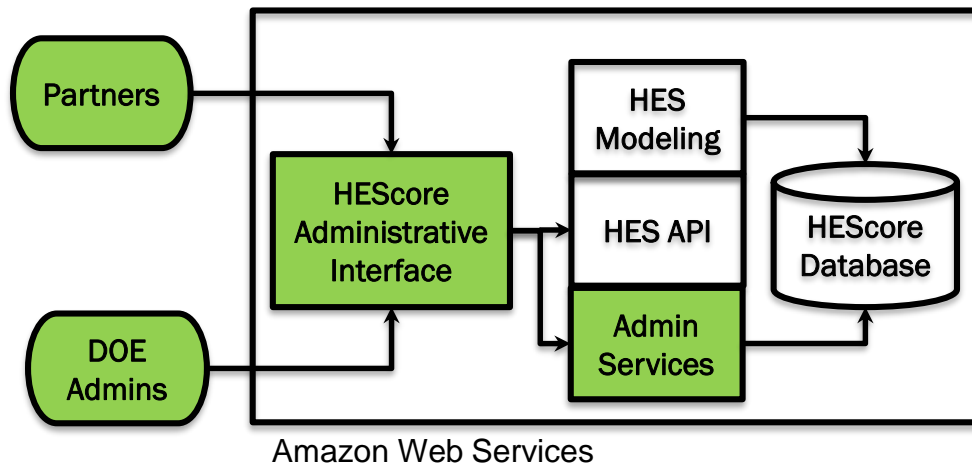 Partners
HES
Modeling
HEScore
Administrative
Interface
HES API
HEScore
Database
Admin
Services
DOE
Admins
Amazon Web Services